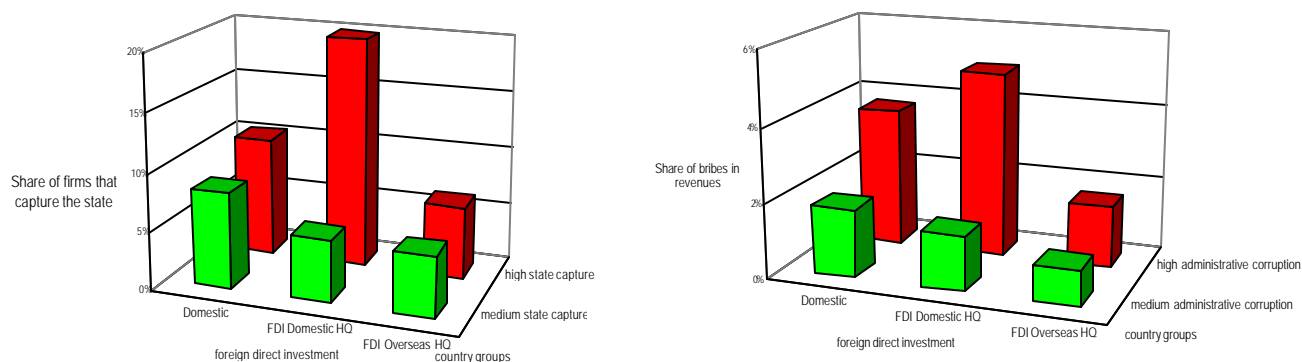 20%
15%
10%
5%
0%
Share of firms that
capture the state
Domestic
FDI Domestic HQ
FDI Overseas HQ
foreign direct investment
high state capture
medium state capture
country groups
6%
4%
2%
0%
Share of bribes in
revenues
Domestic
FDI Domestic HQ
FDI Overseas HQ
foreign direct investment
high administrative corruption
medium administrative corruption
country groups